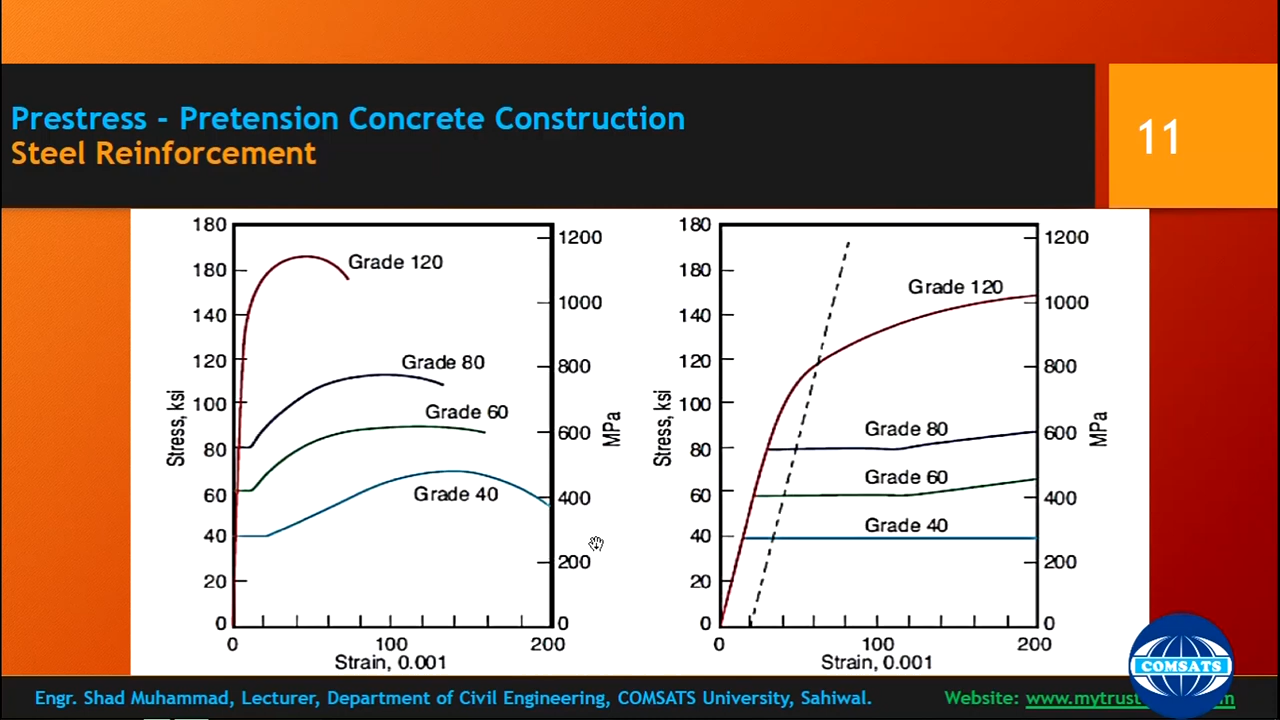 Prestress - Pretension Concrete Construction
Steel Reinforcement
11
180
180
140
120
100
80
60
40
20
0
Stress, ksi
1200
1000
800
600
400
200
0
MPa
Grade 120
Grade 80
Grade 60
Grade 40
0
100
200
Strain, 0.001
180
180
140
120
100
80
60
40
20
0
Stress, ksi
1200
1000
800
600
400
200
0
MPa
Grade 120
Grade 80
Grade 60
Grade 40
0
100
200
Strain, 0.001
COMSATS
Engr. Shad Muhammad, Lecturer, Department of Civil Engineering, COMSATS University, Sahiwal.
Website: